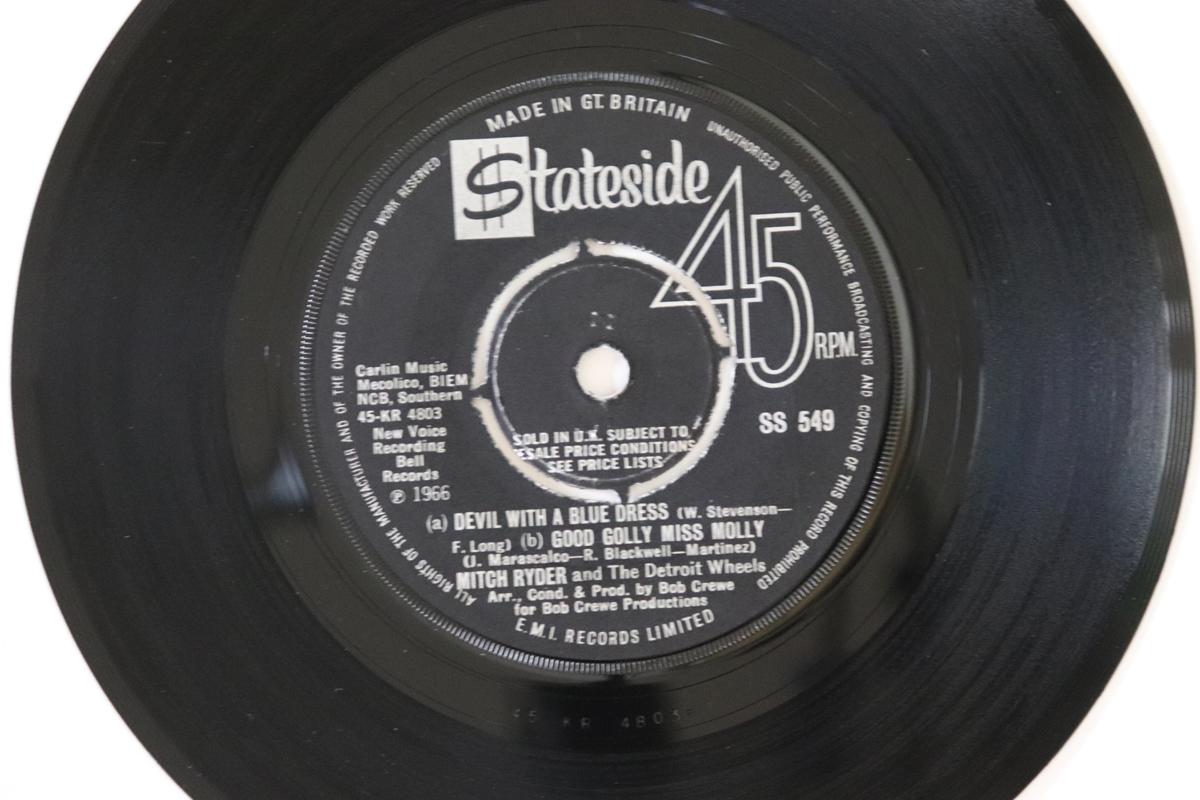 MADE IN GT. BRITAIN
UNAUTHORISED PUBLIC PERFORMANCE BROADCASTING AND COPYING OF THIS RECORD PROHIBITED
ALL RIGHTS OF THE MANUFACTURER AND OF THE OWNER OF THE RECORDED WORK RESERVED
Stateside
45
R.P.M.
Carlin Music
Mecolico, BIEM
NCB, Southern
45-KR 4803
New Voice
Recording
Bell
Records
℗ 1966
SS 549
SOLD IN U.K. SUBJECT TO
ESALE PRICE CONDITIONS
SEE PRICE LISTS
(a) DEVIL WITH A BLUE DRESS (W. Stevenson—
F. Long) (b) GOOD GOLLY MISS MOLLY
(J. Marascalco—R. Blackwell—Martinez)
MITCH RYDER and The Detroit Wheels
Arr., Cond. & Prod. by Bob Crewe
for Bob Crewe Productions
E.M.I. RECORDS LIMITED
45 KR 4803